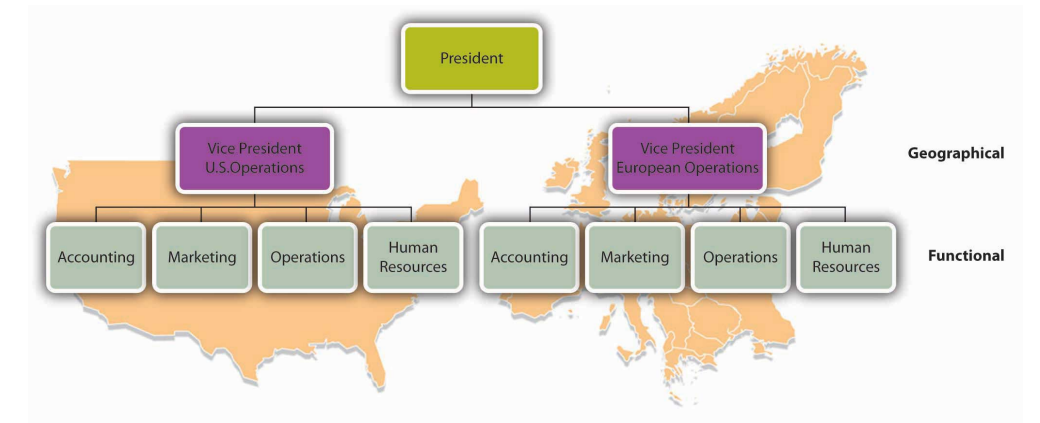 President
Vice President
U.S.Operations
Vice President
European Operations
Geographical
Accounting
Marketing
Operations
Human
Resources
Accounting
Marketing
Operations
Human
Resources
Functional